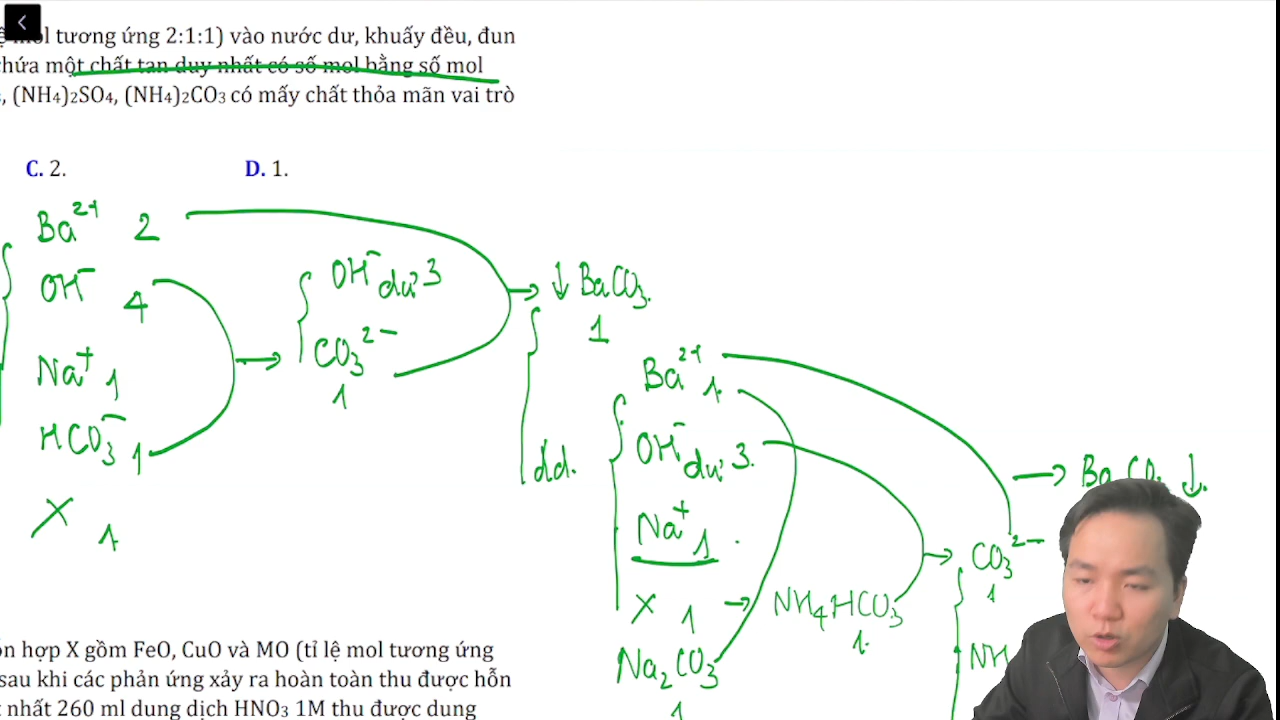 mol tương ứng 2:1:1) vào nước dư, khuấy đều, đun
chứa một chất tan duy nhất có số mol bằng số mol
, (NH4)2SO4, (NH4)2CO3 có mấy chất thỏa mãn vai trò
C. 2. D. 1.
Ba²⁺ 2
OH⁻ 4
Na⁺ 1
HCO₃⁻ 1
X 1
OH⁻ dư 3
CO₃²⁻
1
↓ BaCO₃.
1
dd.
Ba²⁺ 1
OH⁻ dư 3.
Na⁺ 1
X 1 → NH₄HCO₃
1
Na₂CO₃
1
→ BaCO₃ ↓.
CO₃²⁻
1
NH
hợp X gồm FeO, CuO và MO (tỉ lệ mol tương ứng
sau khi các phản ứng xảy ra hoàn toàn thu được hỗn
nhất 260 ml dung dịch HNO3 1M thu được dung